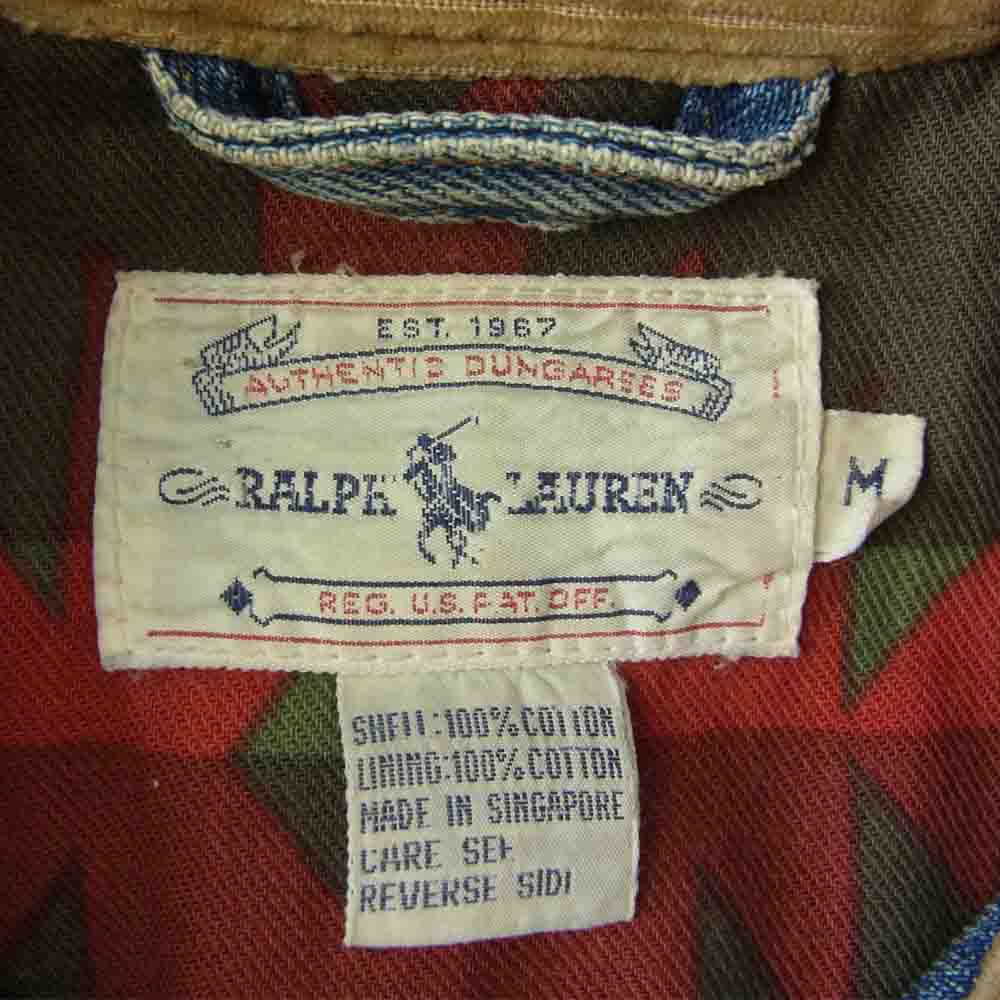 EST. 1967
AUTHENTIC DUNGAREES
RALPH LAUREN
M
REG. U.S. PAT. OFF.
SHELL:100%COTTON
LINING:100%COTTON
MADE IN SINGAPORE
CARE SEE
REVERSE SIDE